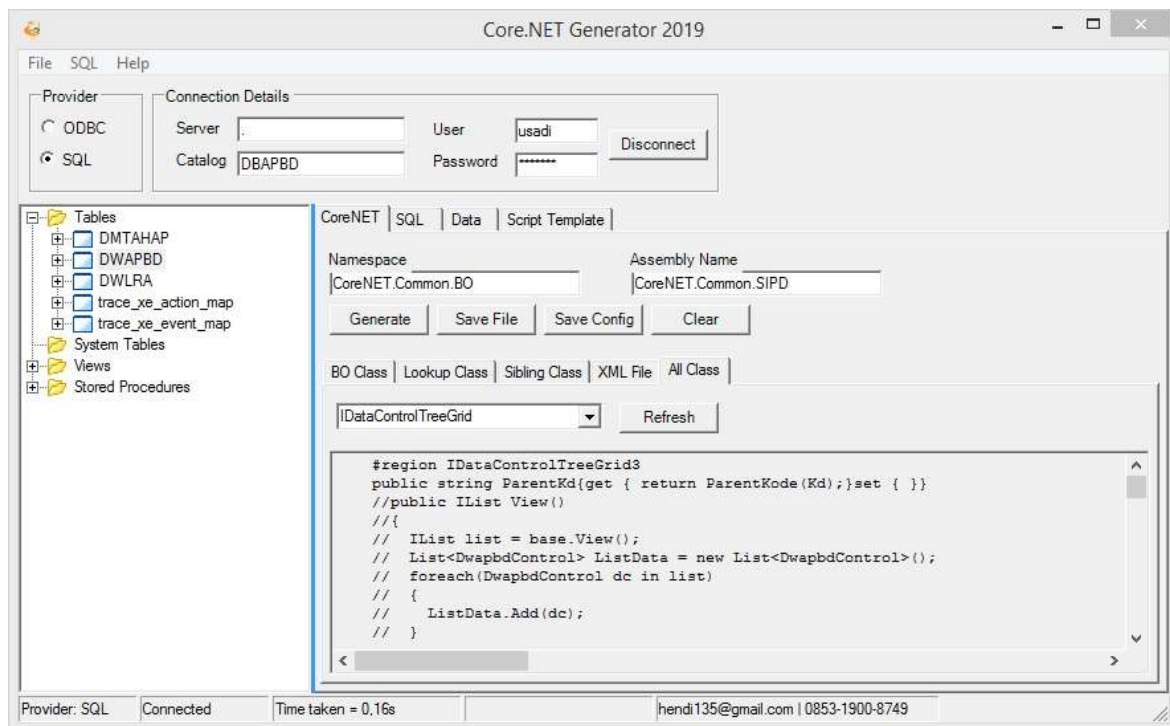 Core.NET Generator 2019
File SQL Help
Provider
ODBC
SQL
Connection Details
Server .
Catalog DBAPBD
User usadi
Password *******
Disconnect
Tables
DMTAHAP
DWAPBD
DWLRA
trace_xe_action_map
trace_xe_event_map
System Tables
Views
Stored Procedures
CoreNET SQL Data Script Template
Namespace
CoreNET.Common.BO
Assembly Name
CoreNET.Common.SIPD
Generate Save File Save Config Clear
BO Class Lookup Class Sibling Class XML File All Class
IDataControlTreeGrid Refresh
#region IDataControlTreeGrid3
public string ParentKd{get { return ParentKode(Kd);}set { }}
//public IList View()
//{
//  IList list = base.View();
//  List<DwapbdControl> ListData = new List<DwapbdControl>();
//  foreach(DwapbdControl dc in list)
//  {
//    ListData.Add(dc);
//  }
Provider: SQL Connected Time taken = 0,16s hendi135@gmail.com | 0853-1900-8749